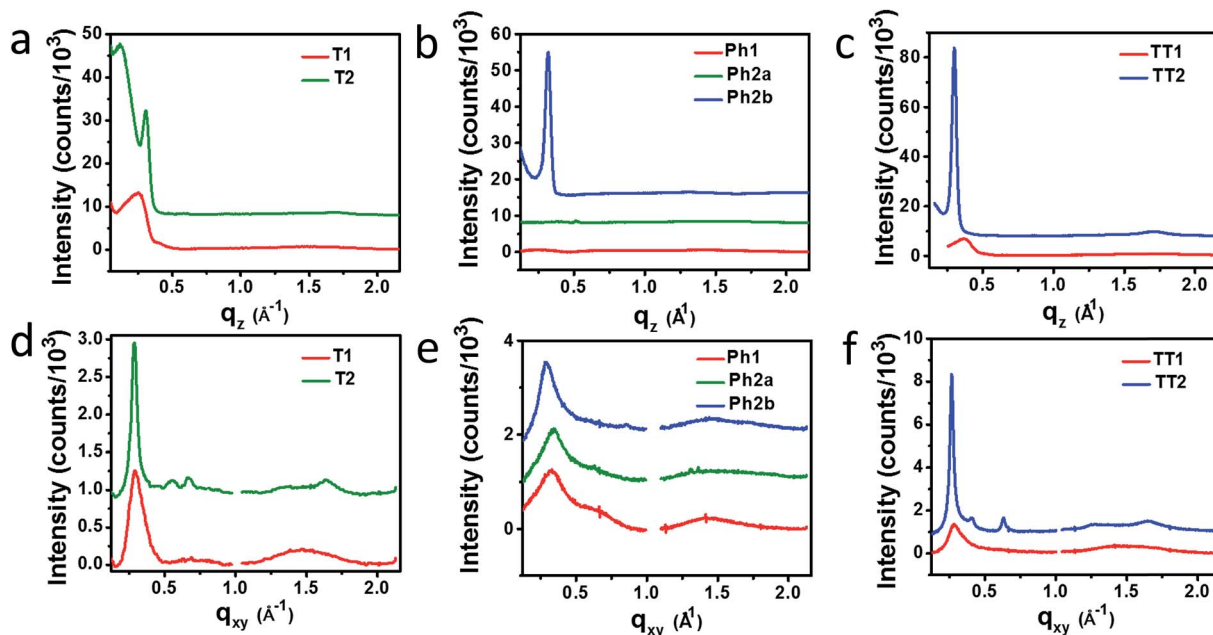 a
Intensity (counts/10³)
50
40
30
20
10
0
T1
T2
0.5
1.0
1.5
2.0
q_z (Å⁻¹)
b
Intensity (counts/10³)
60
50
40
30
20
10
0
Ph1
Ph2a
Ph2b
0.5
1.0
1.5
2.0
q_z (Å¹)
c
Intensity (counts/10³)
80
60
40
20
0
TT1
TT2
0.5
1.0
1.5
2.0
q_z (Å¹)
d
Intensity (counts/10³)
3.0
2.5
2.0
1.5
1.0
0.5
0.0
T1
T2
0.5
1.0
1.5
2.0
q_xy (Å⁻¹)
e
Intensity (counts/10³)
4
2
0
Ph1
Ph2a
Ph2b
0.5
1.0
1.5
2.0
q_xy (Å¹)
f
Intensity (counts/10³)
10
8
6
4
2
0
TT1
TT2
0.5
1.0
1.5
2.0
q_xy (Å⁻¹)